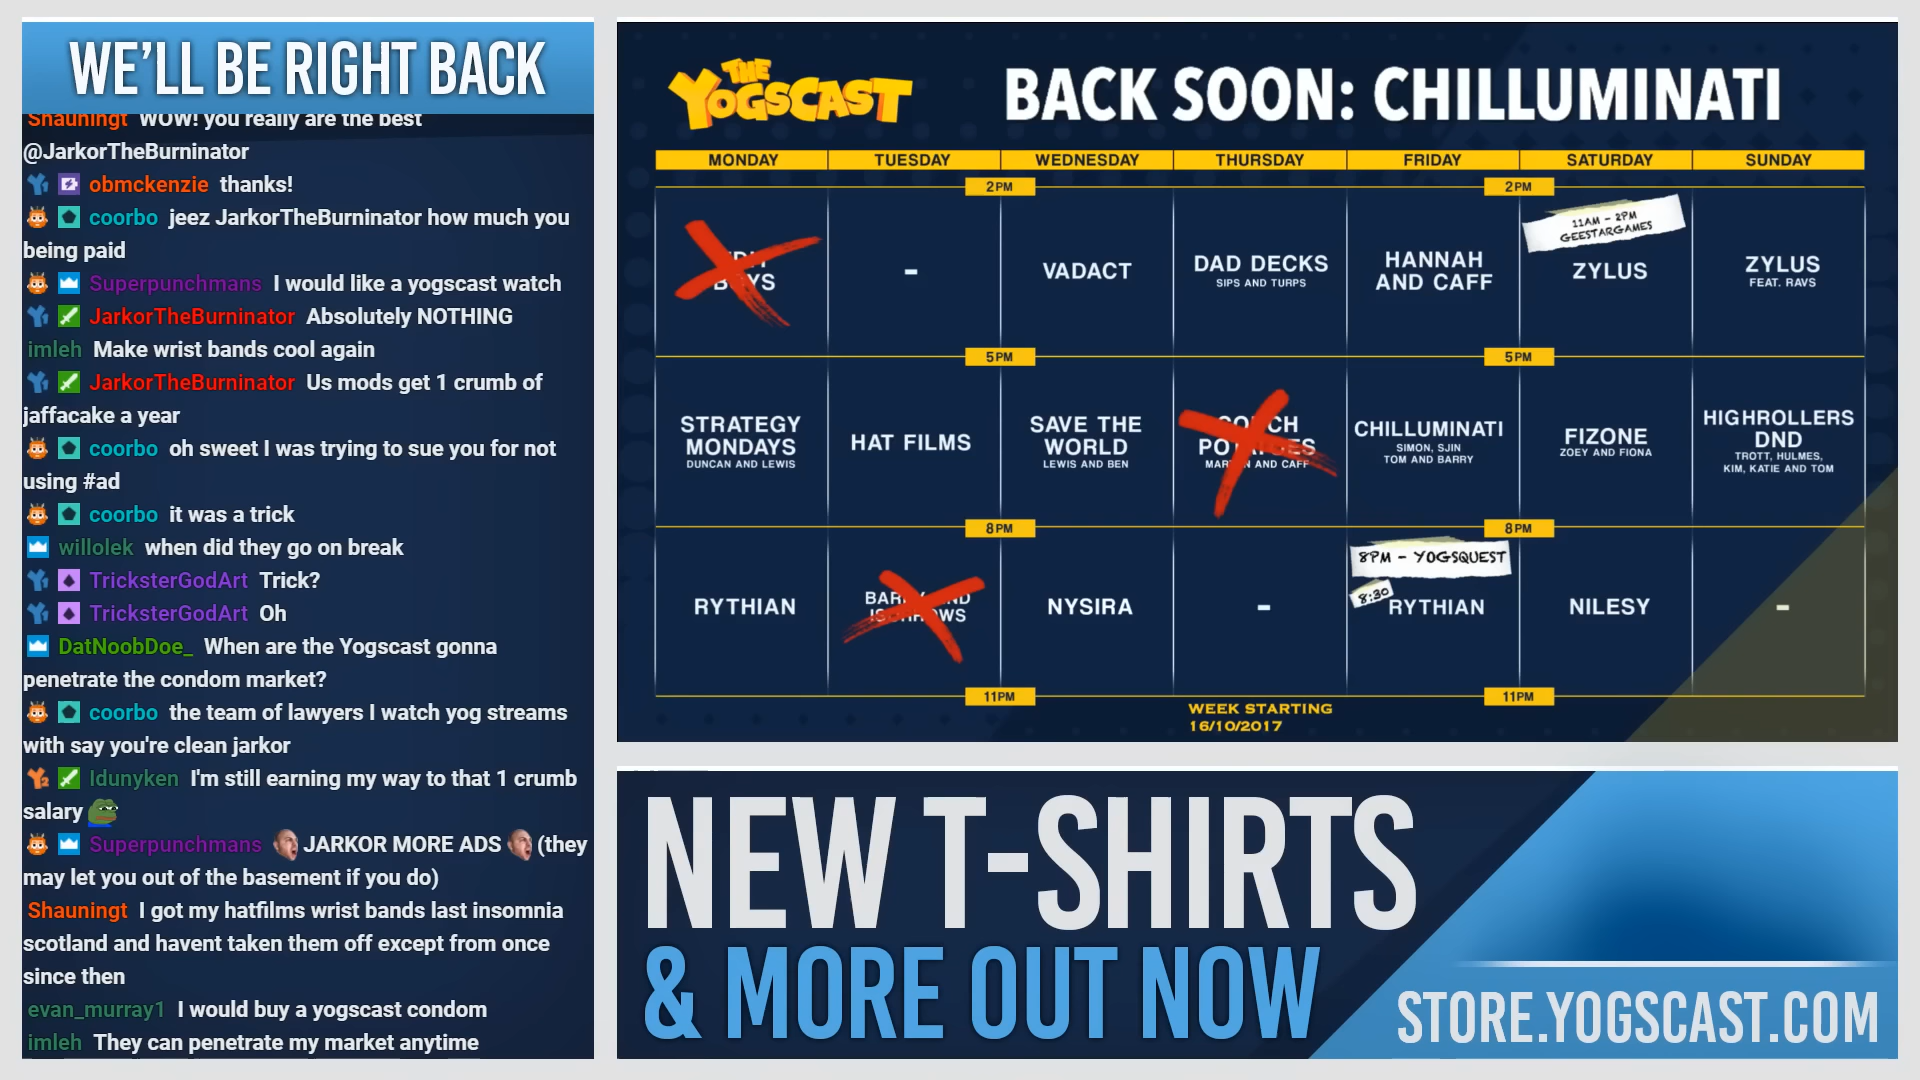 WE'LL BE RIGHT BACK
Shauningt WOW! you really are the best
@JarkorTheBurninator
obmckenzie thanks!
coorbo jeez JarkorTheBurninator how much you
being paid
Superpunchmans I would like a yogscast watch
JarkorTheBurninator Absolutely NOTHING
imleh Make wrist bands cool again
JarkorTheBurninator Us mods get 1 crumb of
jaffacake a year
coorbo oh sweet I was trying to sue you for not
using #ad
coorbo it was a trick
willolek when did they go on break
TricksterGodArt Trick?
TricksterGodArt Oh
DatNoobDoe_ When are the Yogscast gonna
penetrate the condom market?
coorbo the team of lawyers I watch yog streams
with say you're clean jarkor
Idunyken I'm still earning my way to that 1 crumb
salary
Superpunchmans JARKOR MORE ADS (they
may let you out of the basement if you do)
Shauningt I got my hatfilms wrist bands last insomnia
scotland and havent taken them off except from once
since then
evan_murray1 I would buy a yogscast condom
imleh They can penetrate my market anytime
THE
YOGSCAST
BACK SOON: CHILLUMINATI
MONDAY TUESDAY WEDNESDAY THURSDAY FRIDAY SATURDAY SUNDAY
2PM 2PM
-
VADACT
DAD DECKS
SIPS AND TURPS
HANNAH
AND CAFF
11AM - 2PM
GEESTARGAMES
ZYLUS
ZYLUS
FEAT. RAVS
5PM 5PM
STRATEGY
MONDAYS
DUNCAN AND LEWIS
HAT FILMS
SAVE THE
WORLD
LEWIS AND BEN
AND CAFF
CHILLUMINATI
SIMON, SJIN
TOM AND BARRY
FIZONE
ZOEY AND FIONA
HIGHROLLERS
DND
TROTT, HULMES,
KIM, KATIE AND TOM
8PM 8PM
RYTHIAN
NYSIRA
-
8PM - YOGSQUEST
8:30
RYTHIAN
NILESY
-
11PM 11PM
WEEK STARTING
16/10/2017
NEW T-SHIRTS
& MORE OUT NOW
STORE.YOGSCAST.COM